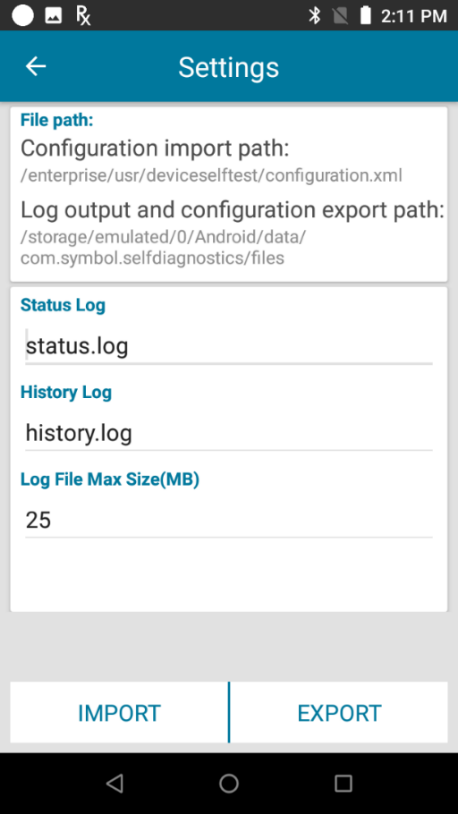 2:11 PM
Settings
File path:
Configuration import path:
/enterprise/usr/deviceselftest/configuration.xml
Log output and configuration export path:
/storage/emulated/0/Android/data/
com.symbol.selfdiagnostics/files
Status Log
status.log
History Log
history.log
Log File Max Size(MB)
25
IMPORT
EXPORT